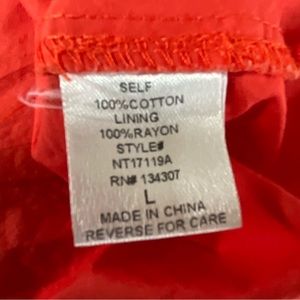 SELF
100%COTTON
LINING
100%RAYON
STYLE#
NT17119A
RN# 134307
L
MADE IN CHINA
REVERSE FOR CARE